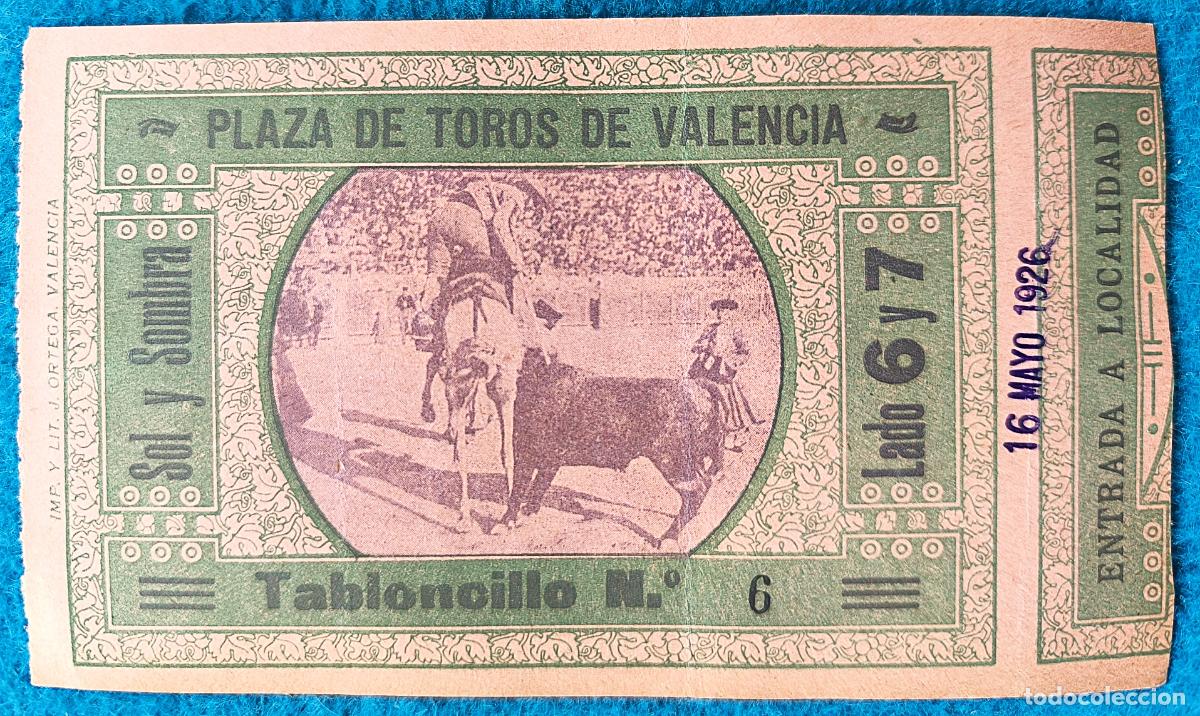 PLAZA DE TOROS DE VALENCIA
Sol y Sombra
Lado 6 y 7
Tabloncillo N.º 6
IMP. Y LIT. J. ORTEGA. VALENCIA
16 MAYO 1926
ENTRADA A LOCALIDAD
todocoleccion